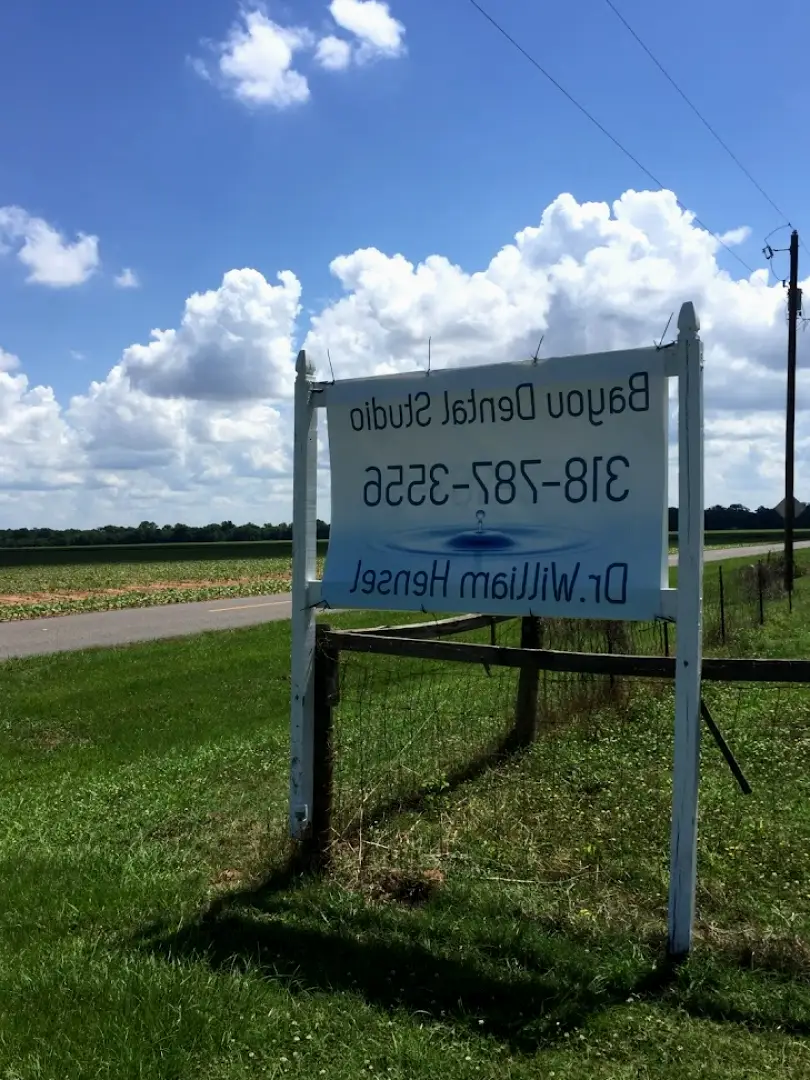 Bayou Dental Studio
318-787-3556
Dr. William Hensel